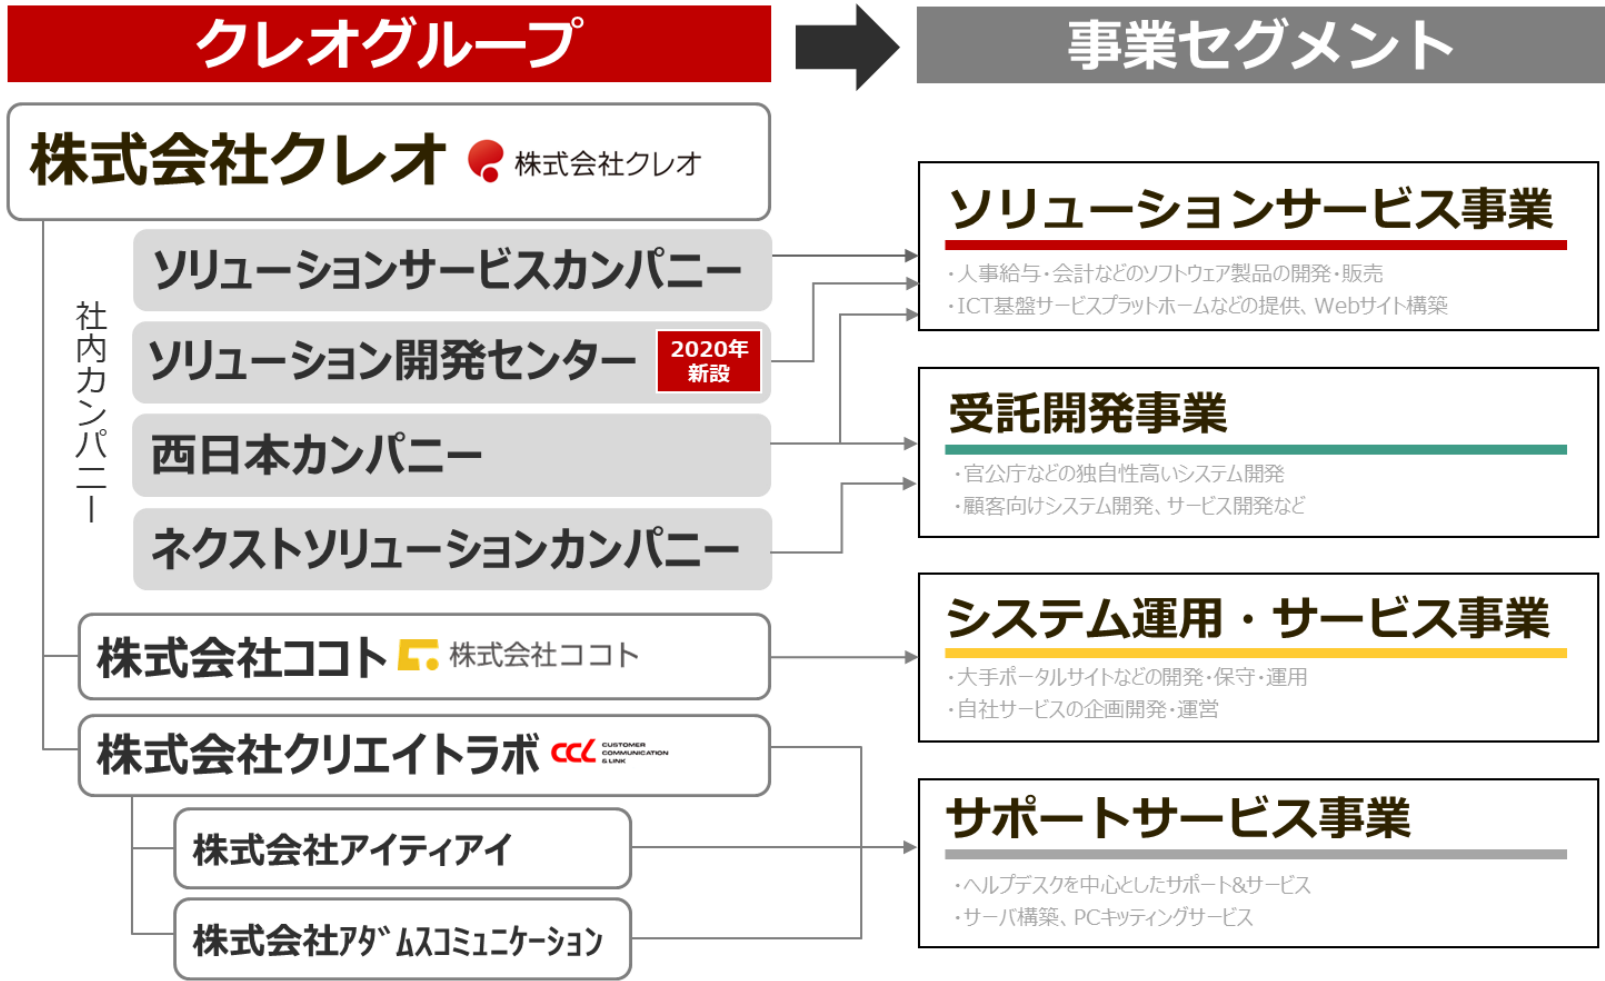 クレオグループ
事業セグメント
株式会社クレオ 株式会社クレオ
社内カンパニー
ソリューションサービスカンパニー
ソリューション開発センター
2020年
新設
西日本カンパニー
ネクストソリューションカンパニー
株式会社ココト 株式会社ココト
株式会社クリエイトラボ CCL
CUSTOMER
COMMUNICATION
& LINK
株式会社アイティアイ
株式会社アダムスコミュニケーション
ソリューションサービス事業
・人事給与・会計などのソフトウェア製品の開発・販売
・ICT基盤サービスプラットホームなどの提供、Webサイト構築
受託開発事業
・官公庁などの独自性高いシステム開発
・顧客向けシステム開発、サービス開発など
システム運用・サービス事業
・大手ポータルサイトなどの開発・保守・運用
・自社サービスの企画開発・運営
サポートサービス事業
・ヘルプデスクを中心としたサポート&サービス
・サーバ構築、PCキッティングサービス